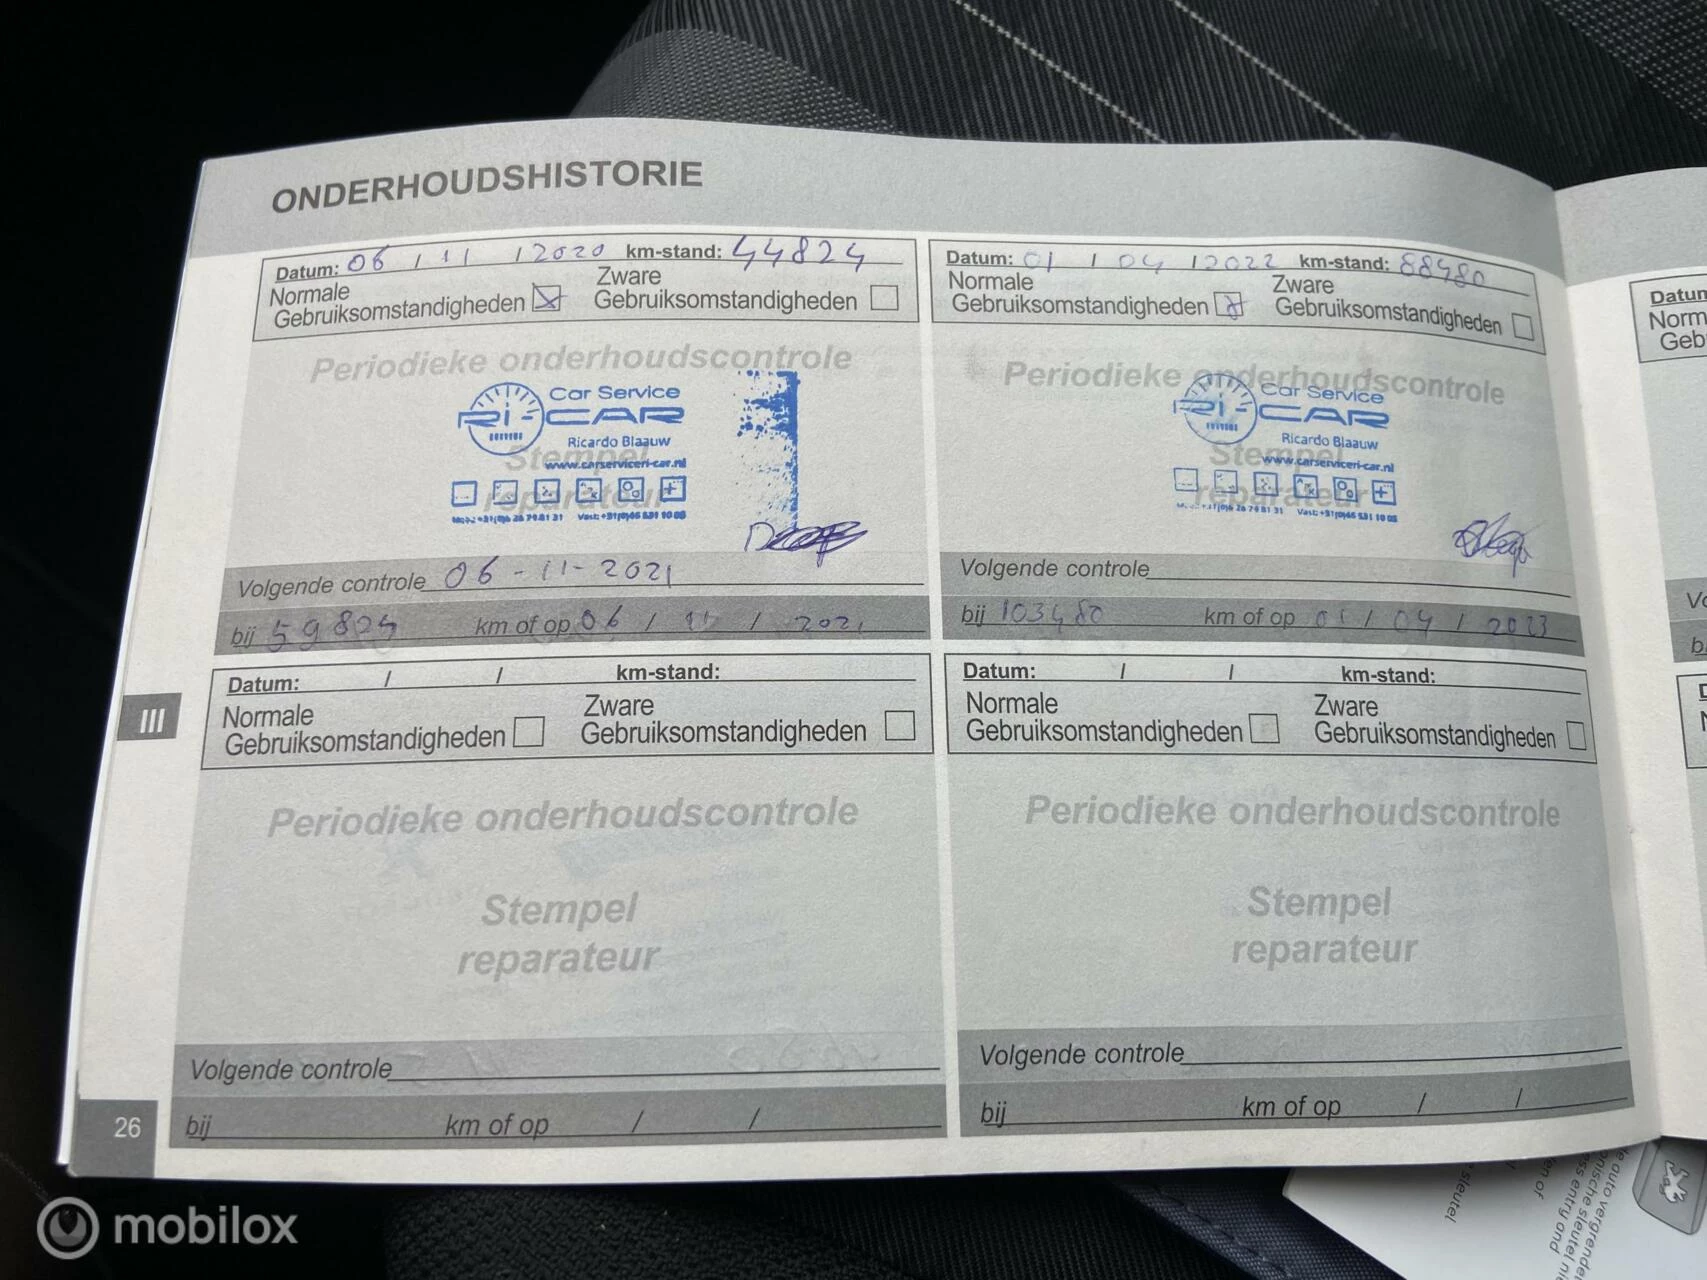 ONDERHOUDSHISTORIE
Datum: 06 / 11 / 2020 km-stand: 44824
Normale Gebruiksomstandigheden
Zware Gebruiksomstandigheden
Periodieke onderhoudscontrole
Car Service
Ri-CAR
Ricardo Blaauw
Stempel
www.carserviceri-car.nl
reparateur
Volgende controle 06-11-2021
bij 59824 km of op 06 / 11 / 2021
Datum: 01 / 04 / 2022 km-stand: 88480
Normale Gebruiksomstandigheden
Zware Gebruiksomstandigheden
Periodieke onderhoudscontrole
Car Service
Ri-CAR
Ricardo Blaauw
Stempel
www.carserviceri-car.nl
reparateur
Volgende controle
bij 103480 km of op 01 / 04 / 2023
Datum: / / km-stand:
Normale Gebruiksomstandigheden
Zware Gebruiksomstandigheden
Periodieke onderhoudscontrole
Stempel
reparateur
Volgende controle
bij km of op / /
Datum: / / km-stand:
Normale Gebruiksomstandigheden
Zware Gebruiksomstandigheden
Periodieke onderhoudscontrole
Stempel
reparateur
Volgende controle
bij km of op / /
III
26
mobilox